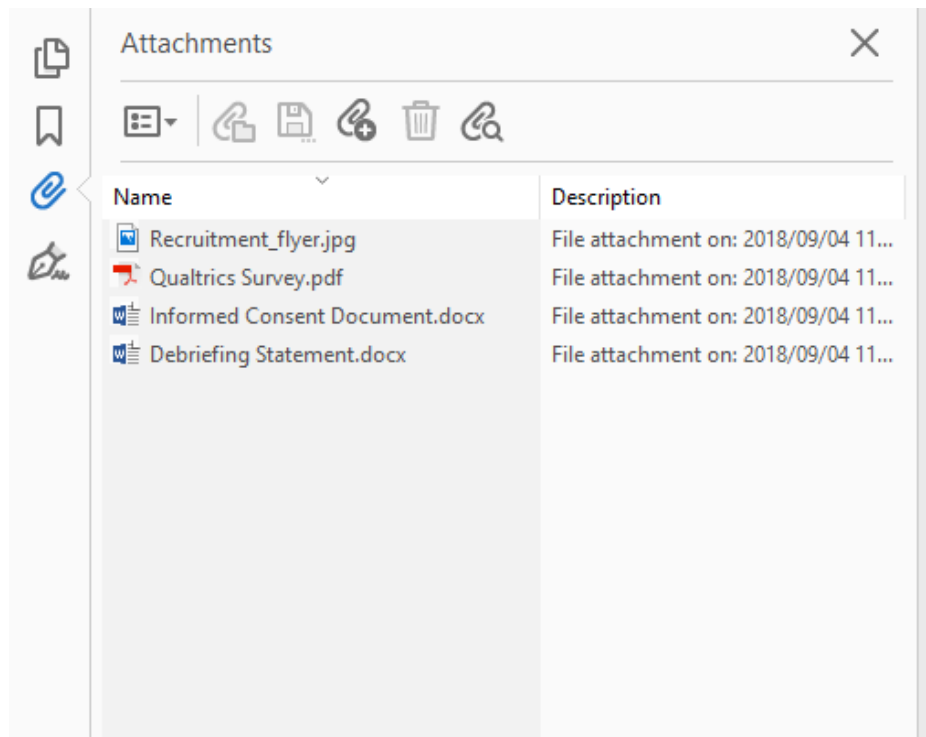 Attachments
Name Description
Recruitment_flyer.jpg File attachment on: 2018/09/04 11...
Qualtrics Survey.pdf File attachment on: 2018/09/04 11...
Informed Consent Document.docx File attachment on: 2018/09/04 11...
Debriefing Statement.docx File attachment on: 2018/09/04 11...